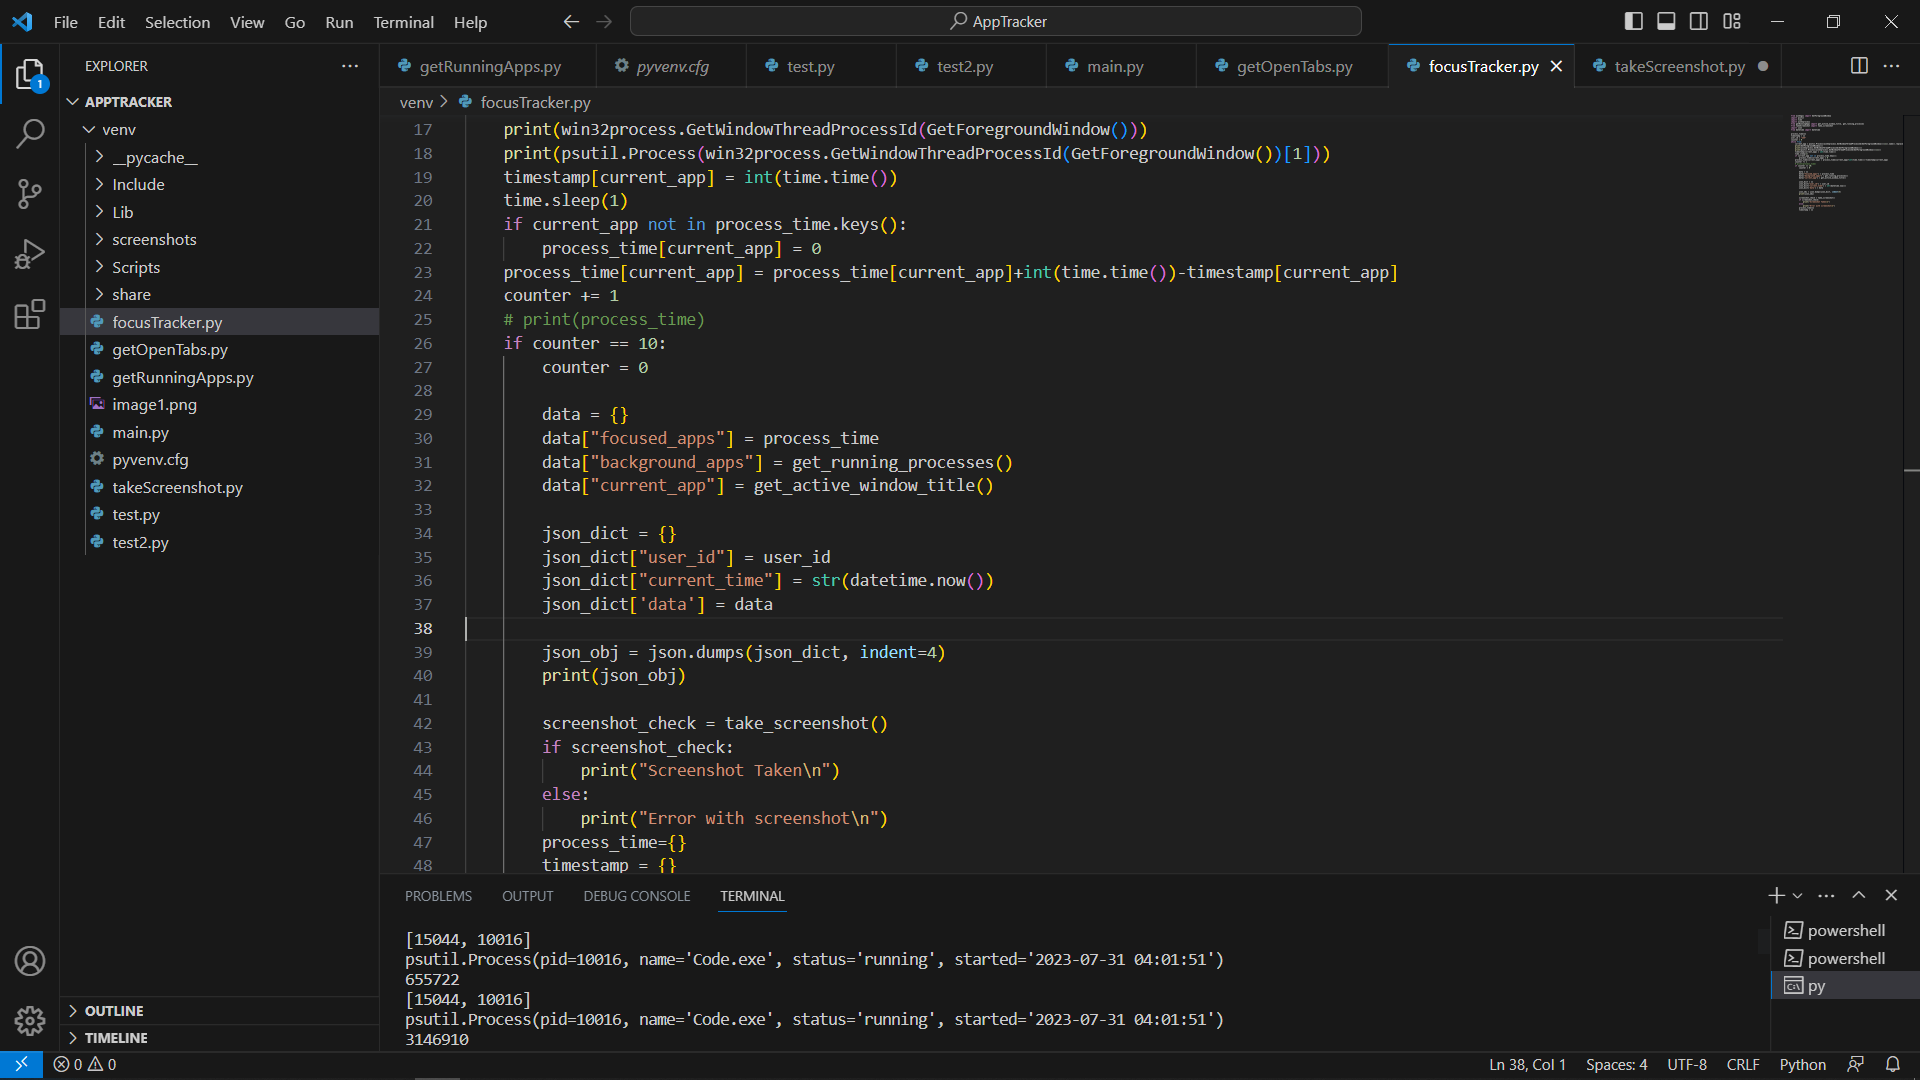 File Edit Selection View Go Run Terminal Help
AppTracker
EXPLORER
1
APPTRACKER
venv
__pycache__
Include
Lib
screenshots
Scripts
share
focusTracker.py
getOpenTabs.py
getRunningApps.py
image1.png
main.py
pyvenv.cfg
takeScreenshot.py
test.py
test2.py
OUTLINE
TIMELINE
getRunningApps.py pyvenv.cfg test.py test2.py main.py getOpenTabs.py focusTracker.py takeScreenshot.py
venv > focusTracker.py
17 print(win32process.GetWindowThreadProcessId(GetForegroundWindow()))
18 print(psutil.Process(win32process.GetWindowThreadProcessId(GetForegroundWindow())[1]))
19 timestamp[current_app] = int(time.time())
20 time.sleep(1)
21 if current_app not in process_time.keys():
22 process_time[current_app] = 0
23 process_time[current_app] = process_time[current_app]+int(time.time())-timestamp[current_app]
24 counter += 1
25 # print(process_time)
26 if counter == 10:
27 counter = 0
28
29 data = {}
30 data["focused_apps"] = process_time
31 data["background_apps"] = get_running_processes()
32 data["current_app"] = get_active_window_title()
33
34 json_dict = {}
35 json_dict["user_id"] = user_id
36 json_dict["current_time"] = str(datetime.now())
37 json_dict['data'] = data
38
39 json_obj = json.dumps(json_dict, indent=4)
40 print(json_obj)
41
42 screenshot_check = take_screenshot()
43 if screenshot_check:
44 print("Screenshot Taken\n")
45 else:
46 print("Error with screenshot\n")
47 process_time={}
48 timestamp = {}
PROBLEMS OUTPUT DEBUG CONSOLE TERMINAL
[15044, 10016]
psutil.Process(pid=10016, name='Code.exe', status='running', started='2023-07-31 04:01:51')
655722
[15044, 10016]
psutil.Process(pid=10016, name='Code.exe', status='running', started='2023-07-31 04:01:51')
3146910
powershell
powershell
py
0 0
Ln 38, Col 1 Spaces: 4 UTF-8 CRLF Python